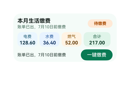 本月生活缴费
账单已出，7月10日前缴费
待缴费
电费 水费 燃气 合计
128.60 36.40 52.00 217.00
账单已出，7月10日前缴费
一键缴费